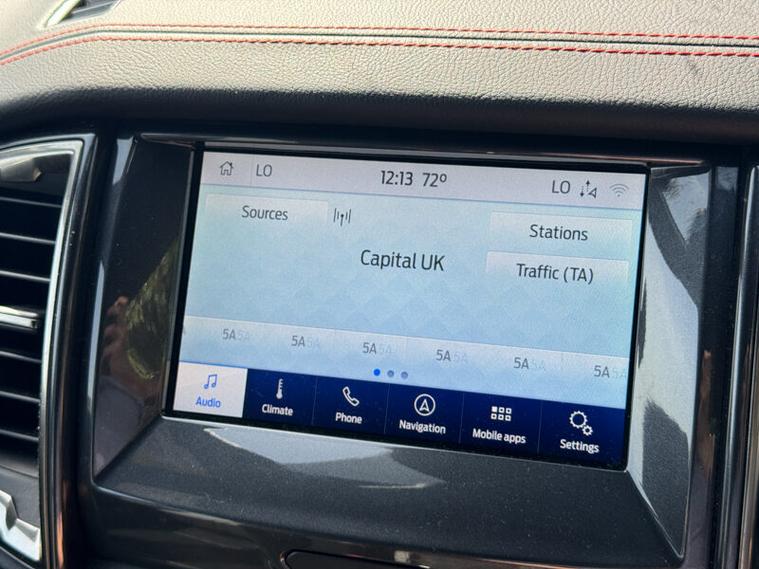 LO 12:13 72° LO
Sources
Stations
Capital UK
Traffic (TA)
5A 5A 5A 5A 5A 5A
Audio Climate Phone Navigation Mobile apps Settings